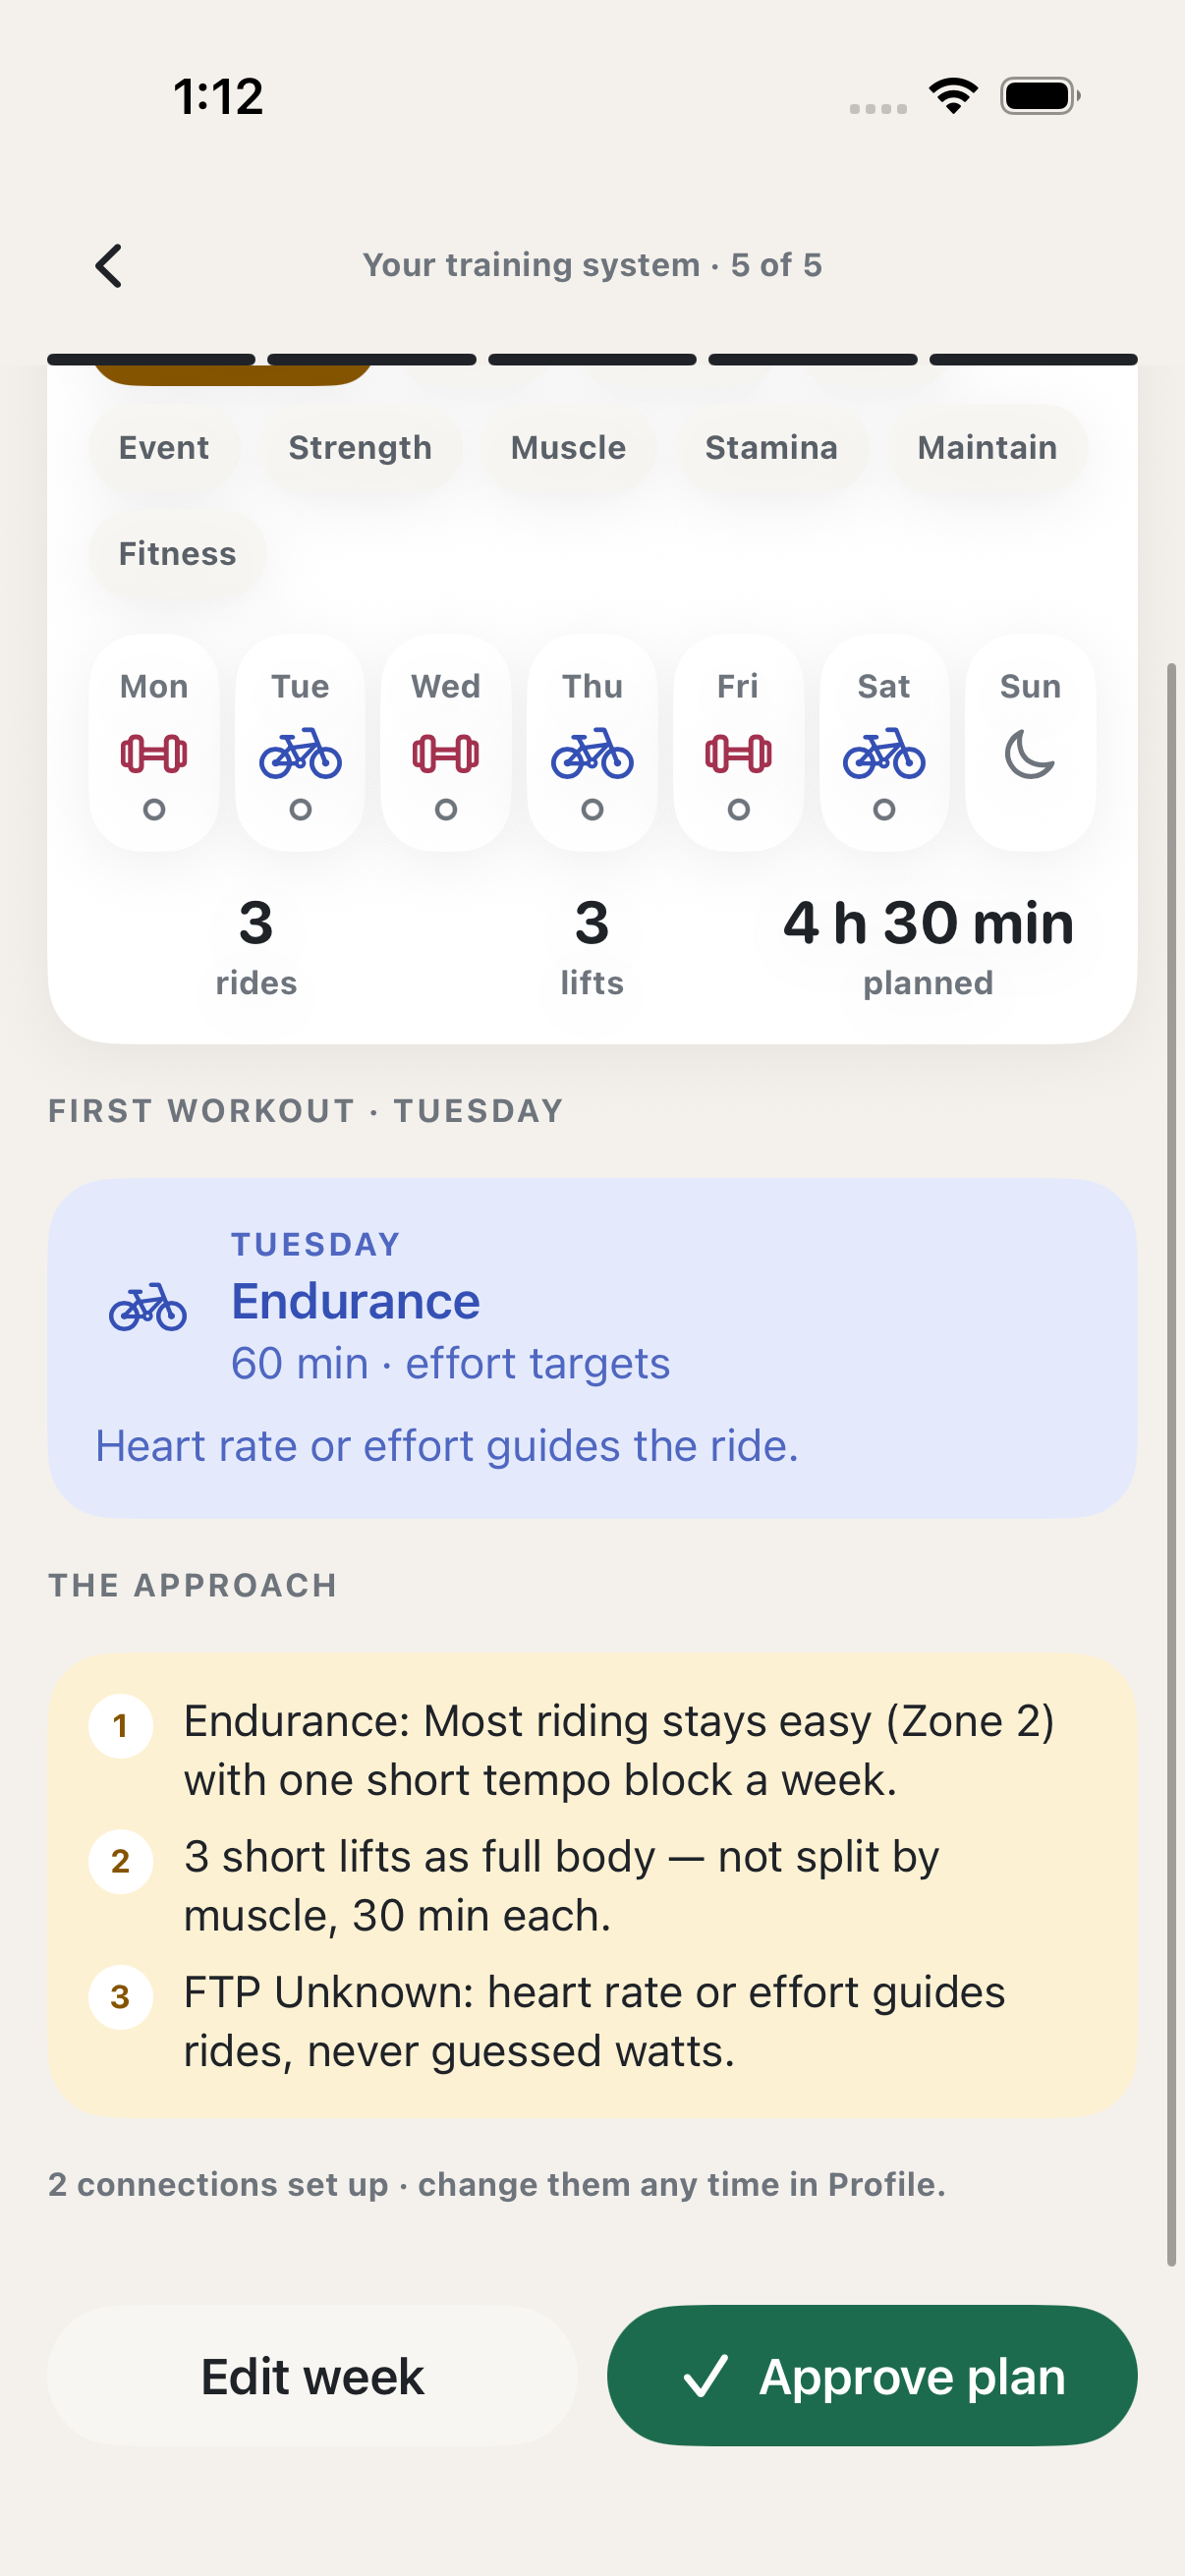 1:12
Your training system · 5 of 5
Event Strength Muscle Stamina Maintain
Fitness
Mon Tue Wed Thu Fri Sat Sun
3 3 4 h 30 min
rides lifts planned
FIRST WORKOUT · TUESDAY
TUESDAY
Endurance
60 min · effort targets
Heart rate or effort guides the ride.
THE APPROACH
1 Endurance: Most riding stays easy (Zone 2)
with one short tempo block a week.
2 3 short lifts as full body — not split by
muscle, 30 min each.
3 FTP Unknown: heart rate or effort guides
rides, never guessed watts.
2 connections set up · change them any time in Profile.
Edit week Approve plan